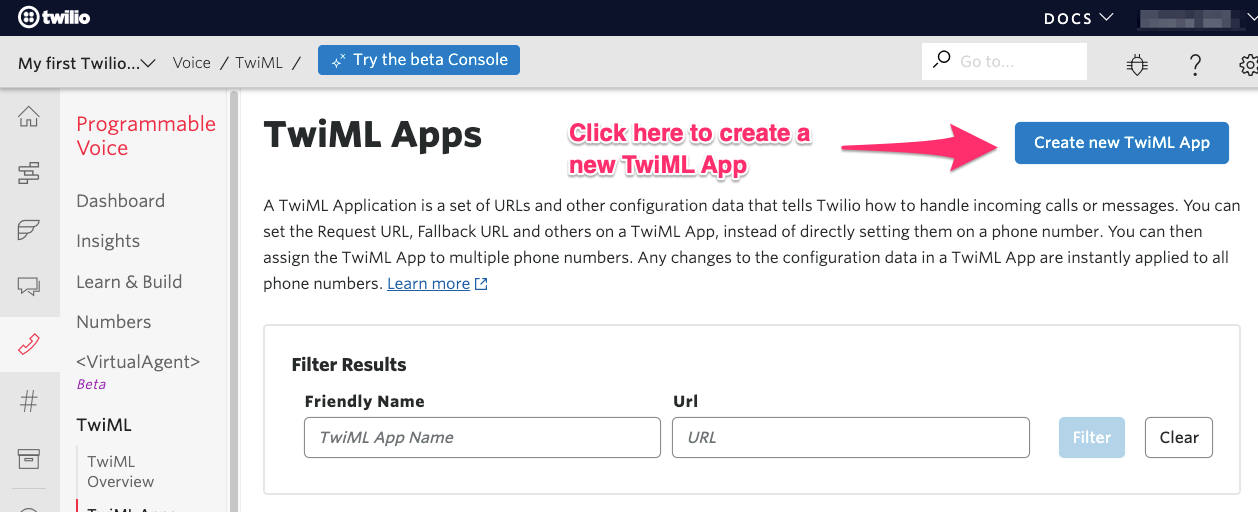 twilio
DOCS
My first Twilio... Voice / TwiML / Try the beta Console Go to... ?
Programmable
Voice
Dashboard
Insights
Learn & Build
Numbers
<VirtualAgent>
Beta
TwiML
TwiML
Overview
TwiML Apps
#
TwiML Apps
Click here to create a
new TwiML App
Create new TwiML App
A TwiML Application is a set of URLs and other configuration data that tells Twilio how to handle incoming calls or messages. You can
set the Request URL, Fallback URL and others on a TwiML App, instead of directly setting them on a phone number. You can then
assign the TwiML App to multiple phone numbers. Any changes to the configuration data in a TwiML App are instantly applied to all
phone numbers. Learn more
Filter Results
Friendly Name Url
TwiML App Name URL Filter Clear